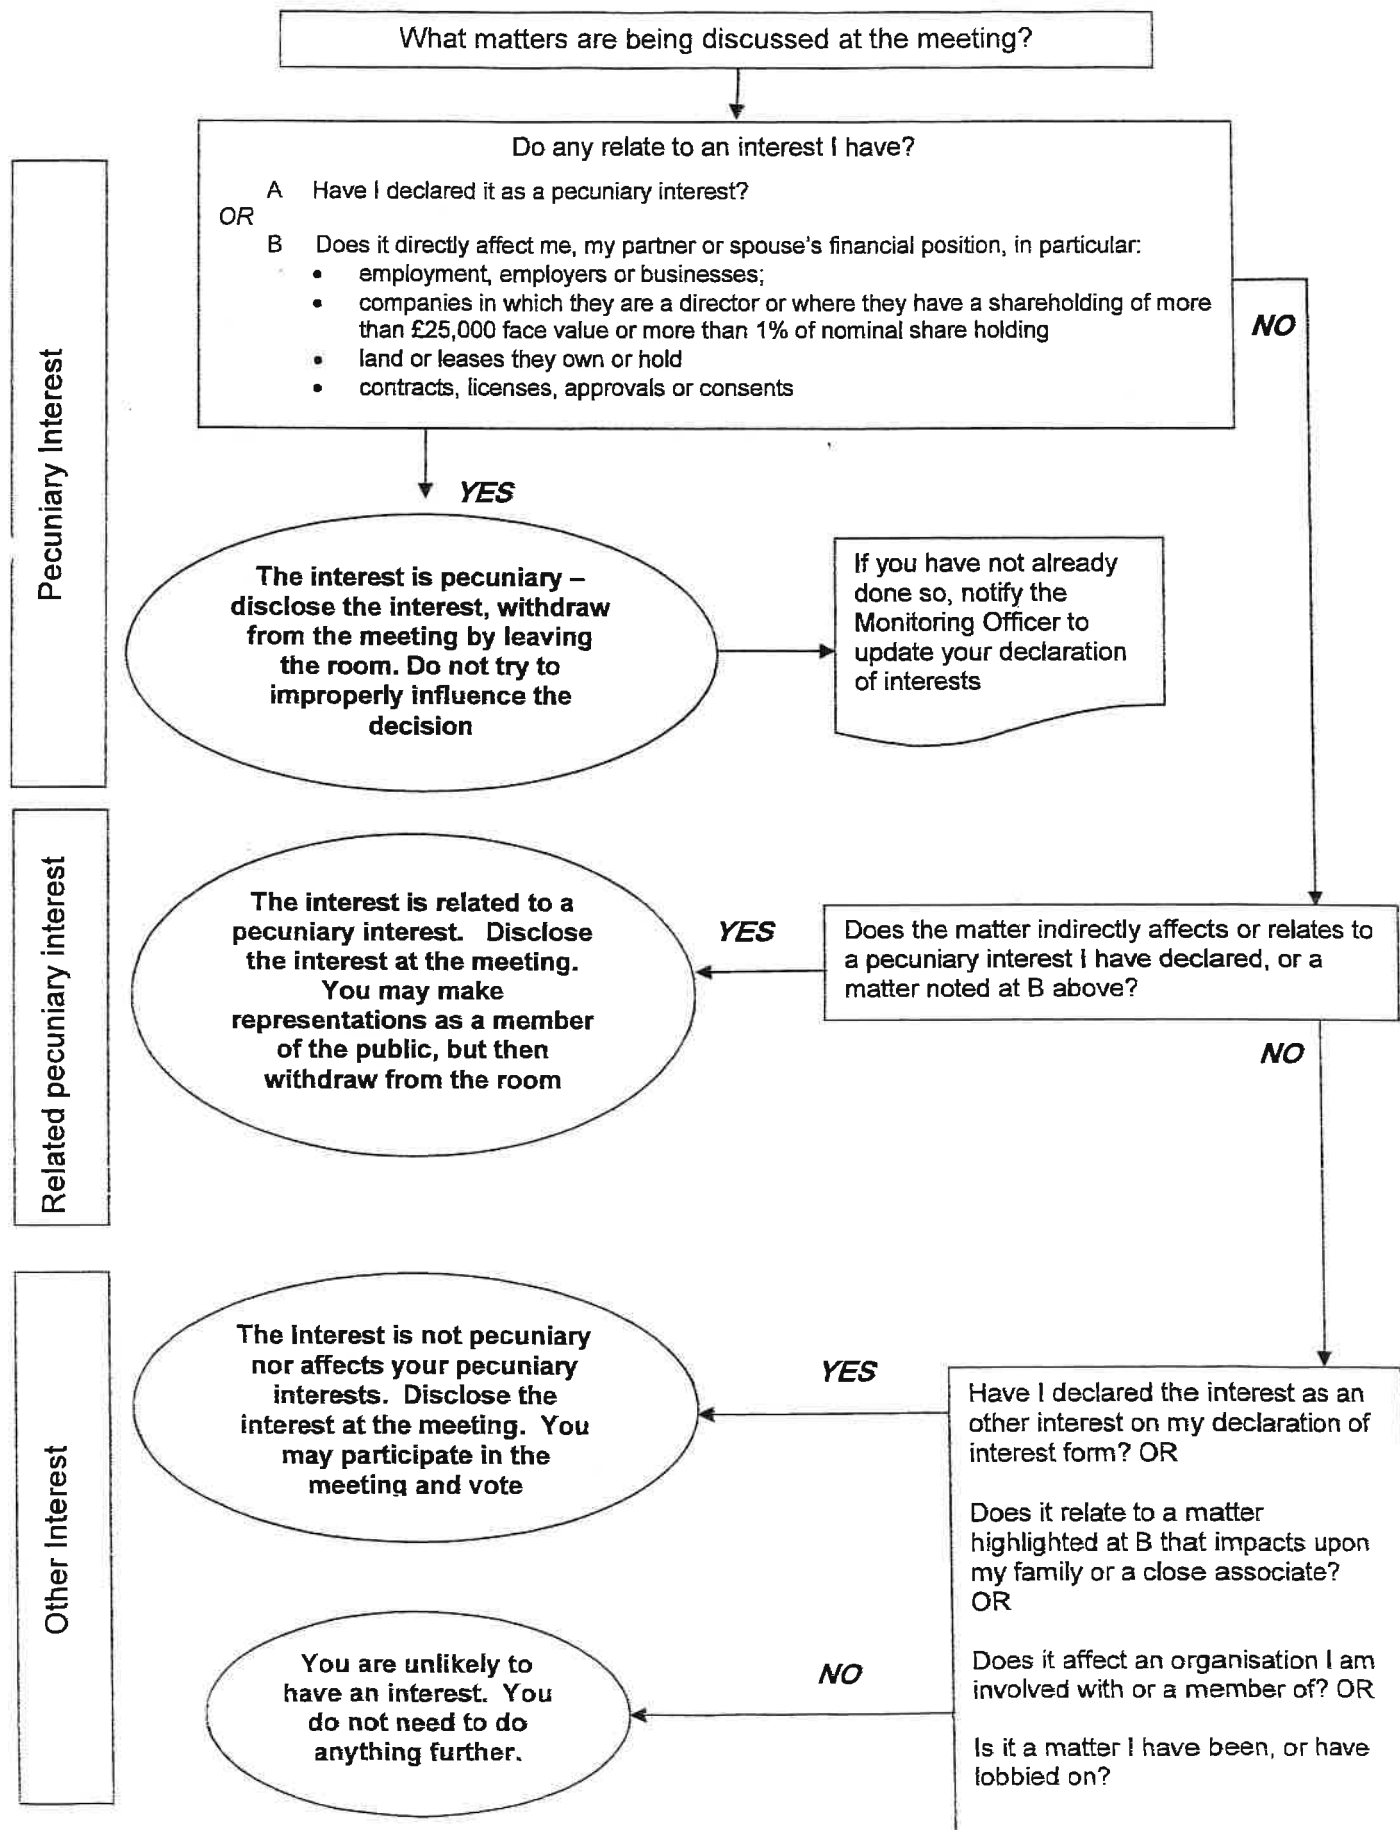 What matters are being discussed at the meeting?
Do any relate to an interest I have?
A Have I declared it as a pecuniary interest?
OR
B Does it directly affect me, my partner or spouse's financial position, in particular:
• employment, employers or businesses;
• companies in which they are a director or where they have a shareholding of more
than £25,000 face value or more than 1% of nominal share holding
• land or leases they own or hold
• contracts, licenses, approvals or consents
NO
Pecuniary Interest
YES
The interest is pecuniary –
disclose the interest, withdraw
from the meeting by leaving
the room. Do not try to
improperly influence the
decision
If you have not already
done so, notify the
Monitoring Officer to
update your declaration
of interests
Related pecuniary interest
The interest is related to a
pecuniary interest. Disclose
the interest at the meeting.
You may make
representations as a member
of the public, but then
withdraw from the room
YES
Does the matter indirectly affects or relates to
a pecuniary interest I have declared, or a
matter noted at B above?
NO
Other Interest
The Interest is not pecuniary
nor affects your pecuniary
interests. Disclose the
interest at the meeting. You
may participate in the
meeting and vote
YES
Have I declared the interest as an
other interest on my declaration of
interest form? OR
Does it relate to a matter
highlighted at B that impacts upon
my family or a close associate?
OR
Does it affect an organisation I am
involved with or a member of? OR
Is it a matter I have been, or have
lobbied on?
NO
You are unlikely to
have an interest. You
do not need to do
anything further.